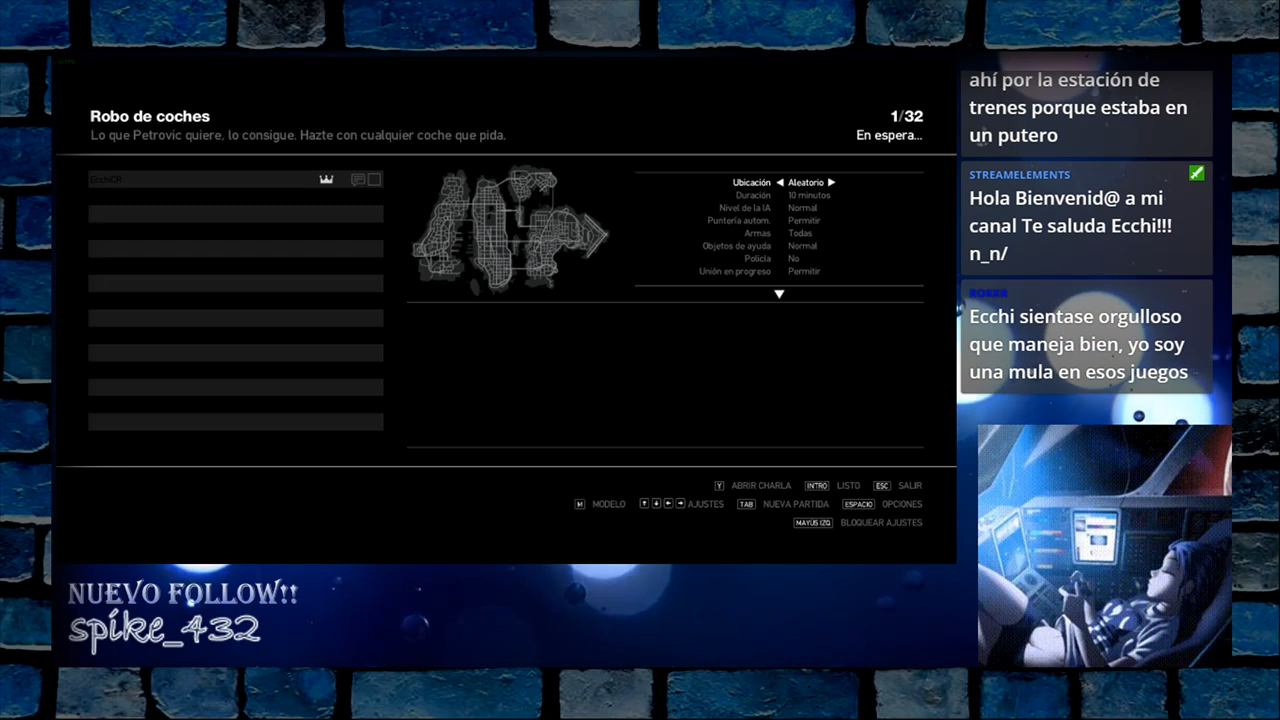 Robo de coches
Lo que Petrovic quiere, lo consigue. Hazte con cualquier coche que pida.
1/32
En espera...
EcchiCR
Ubicación Aleatorio
Duración 10 minutos
Nivel de la IA Normal
Puntería autom. Permitir
Armas Todas
Objetos de ayuda Normal
Policía No
Unión en progreso Permitir
Y ABRIR CHARLA INTRO LISTO ESC SALIR
M MODELO AJUSTES TAB NUEVA PARTIDA ESPACIO OPCIONES
MAYÚS IZQ BLOQUEAR AJUSTES
ahí por la estación de
trenes porque estaba en
un putero
STREAMELEMENTS
Hola Bienvenid@ a mi
canal Te saluda Ecchi!!!
n_n/
Ecchi sientase orgulloso
que maneja bien, yo soy
una mula en esos juegos
NUEVO FOLLOW!!
spike_432